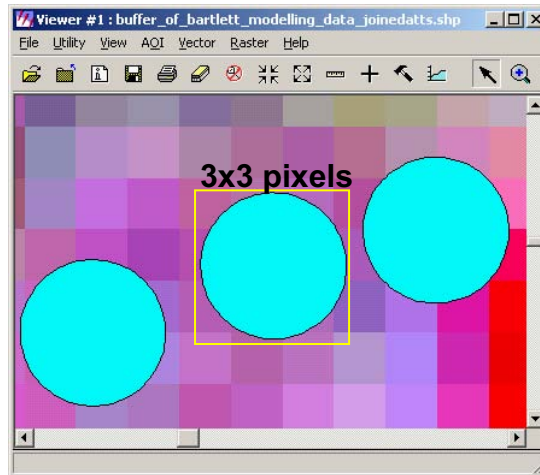 Viewer #1 : buffer_of_bartlett_modelling_data_joinedatts.shp
File Utility View AOI Vector Raster Help
3x3 pixels